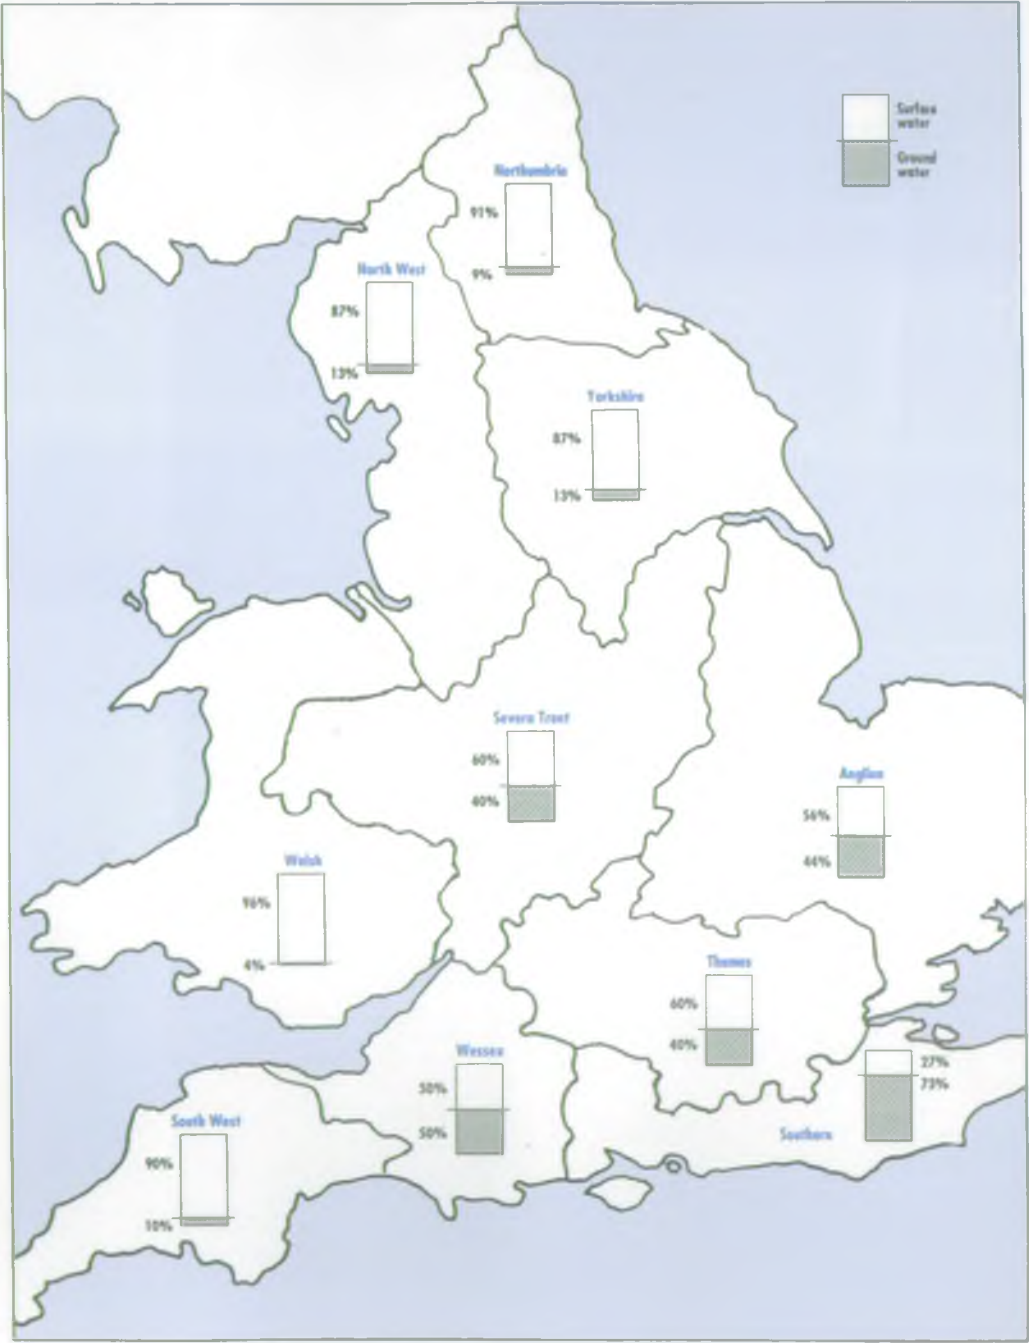 Surface
water
Ground
water
Northumbria
91%
9%
North West
87%
13%
Yorkshire
87%
13%
Severn Trent
60%
40%
Anglian
56%
44%
Welsh
96%
4%
Thames
60%
40%
27%
73%
Southern
Wessex
50%
50%
South West
90%
10%